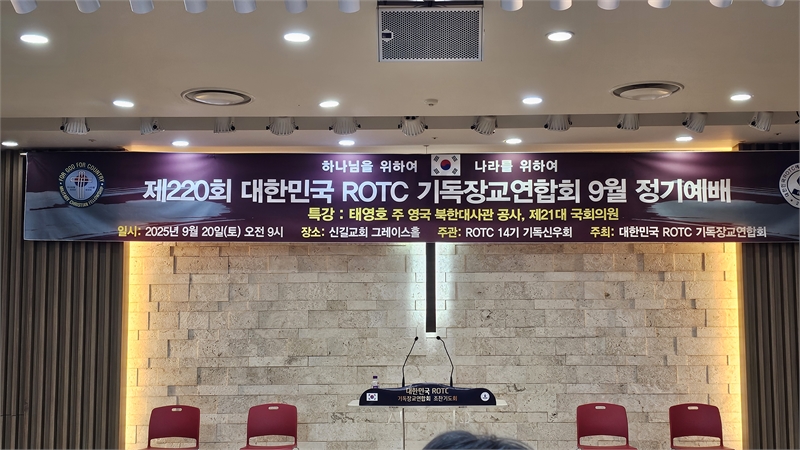 하나님을 위하여 나라를 위하여
제220회 대한민국 ROTC 기독장교연합회 9월 정기예배
특강 : 태영호 주 영국 북한대사관 공사, 제21대 국회의원
일시: 2025년 9월 20일(토) 오전 9시 장소: 신길교회 그레이스홀 주관: ROTC 14기 기독신우회 주최: 대한민국 ROTC 기독장교연합회
FOR GOD FOR COUNTRY
대한민국 ROTC
기독장교연합회 조찬기도회